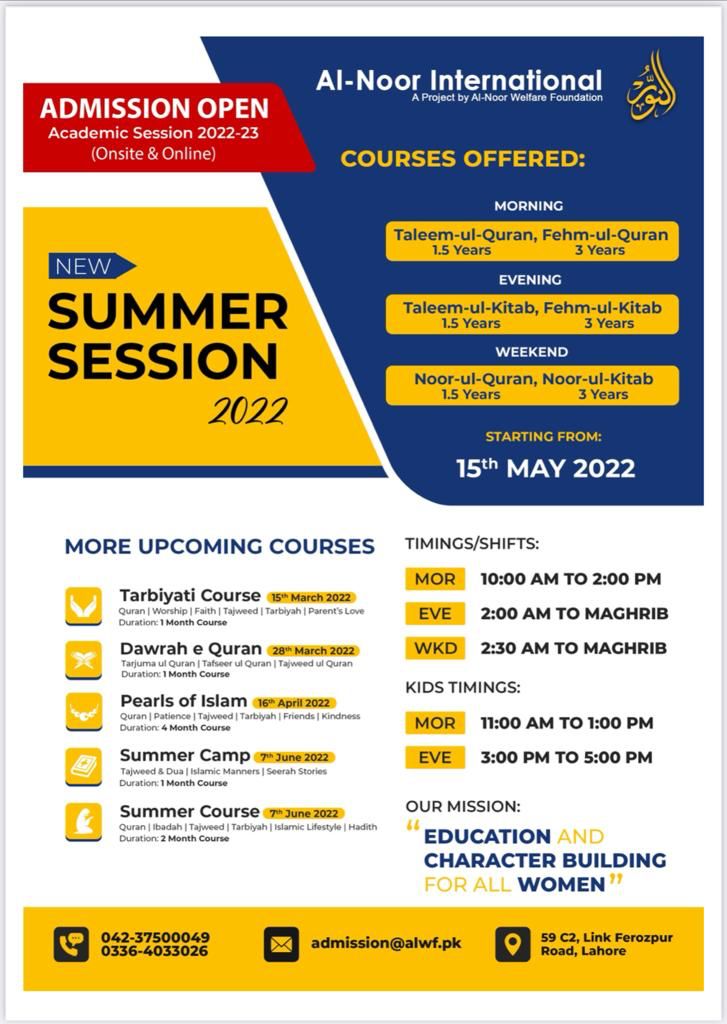 ADMISSION OPEN
Academic Session 2022-23
(Onsite & Online)
Al-Noor International
A Project by Al-Noor Welfare Foundation
النور
COURSES OFFERED:
MORNING
Taleem-ul-Quran, Fehm-ul-Quran
1.5 Years 3 Years
EVENING
Taleem-ul-Kitab, Fehm-ul-Kitab
1.5 Years 3 Years
WEEKEND
Noor-ul-Quran, Noor-ul-Kitab
1.5 Years 3 Years
STARTING FROM:
15th MAY 2022
NEW
SUMMER
SESSION
2022
MORE UPCOMING COURSES
Tarbiyati Course 15th March 2022
Quran | Worship | Faith | Tajweed | Tarbiyah | Parent's Love
Duration: 1 Month Course
Dawrah e Quran 28th March 2022
Tarjuma ul Quran | Tafseer ul Quran | Tajweed ul Quran
Duration: 1 Month Course
Pearls of Islam 16th April 2022
Quran | Patience | Tajweed | Tarbiyah | Friends | Kindness
Duration: 4 Month Course
Summer Camp 7th June 2022
Tajweed & Dua | Islamic Manners | Seerah Stories
Duration: 1 Month Course
Summer Course 7th June 2022
Quran | Ibadah | Tajweed | Tarbiyah | Islamic Lifestyle | Hadith
Duration: 2 Month Course
TIMINGS/SHIFTS:
MOR 10:00 AM TO 2:00 PM
EVE 2:00 AM TO MAGHRIB
WKD 2:30 AM TO MAGHRIB
KIDS TIMINGS:
MOR 11:00 AM TO 1:00 PM
EVE 3:00 PM TO 5:00 PM
OUR MISSION:
“EDUCATION AND
CHARACTER BUILDING
FOR ALL WOMEN”
042-37500049
0336-4033026
admission@alwf.pk
59 C2, Link Ferozpur
Road, Lahore